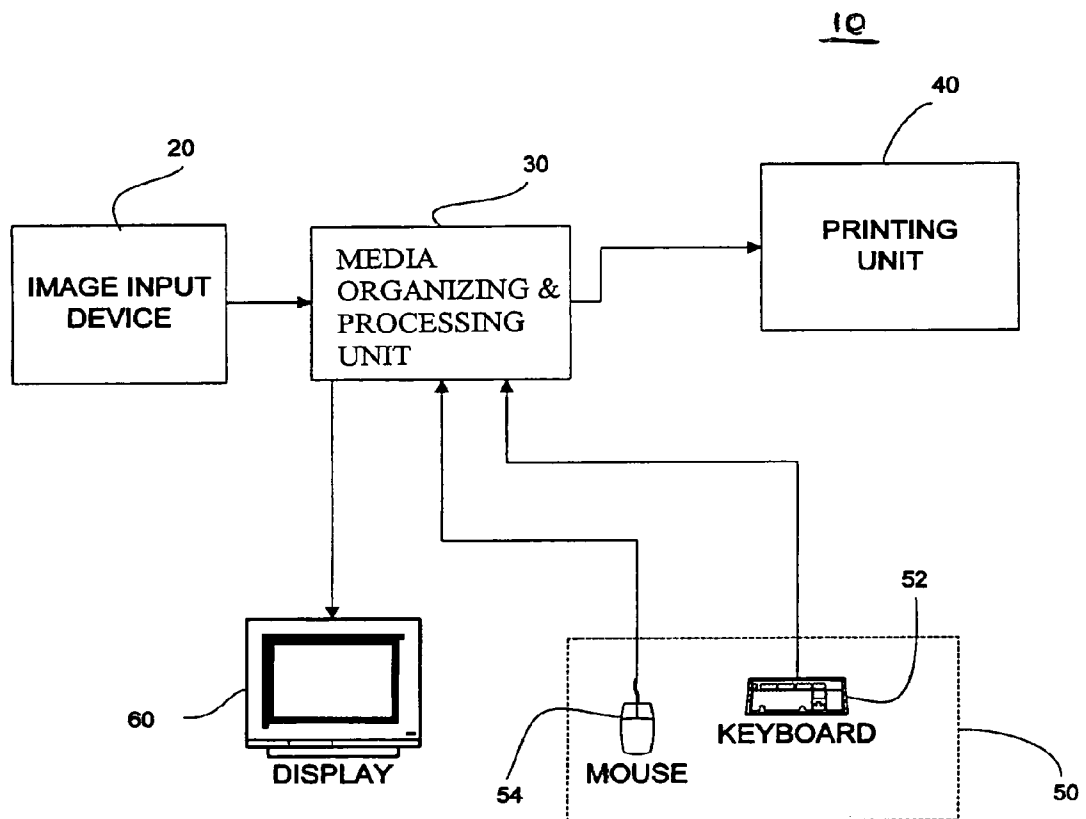 10
40
20
30
IMAGE INPUT
DEVICE
MEDIA
ORGANIZING &
PROCESSING
UNIT
PRINTING
UNIT
52
60
DISPLAY
54
MOUSE
KEYBOARD
50